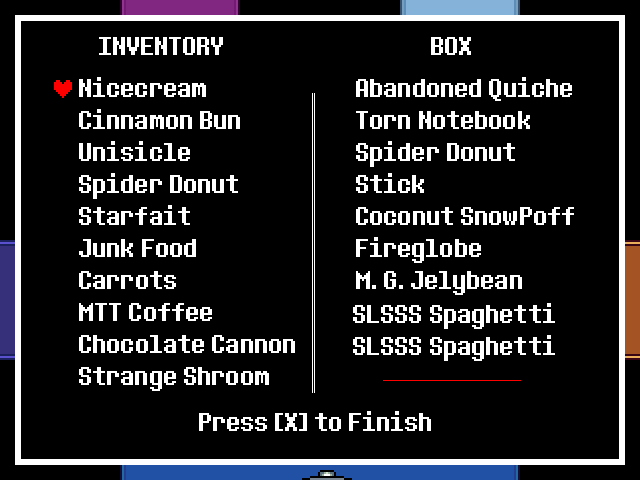 INVENTORY
BOX
Nicecream
Abandoned Quiche
Cinnamon Bun
Torn Notebook
Unisicle
Spider Donut
Spider Donut
Stick
Starfait
Coconut SnowPoff
Junk Food
Fireglobe
Carrots
M.G.Jelybean
MTT Coffee
SLSSS Spaghetti
Chocolate Cannon
SLSSS Spaghetti
Strange Shroom
Press [X] to Finish